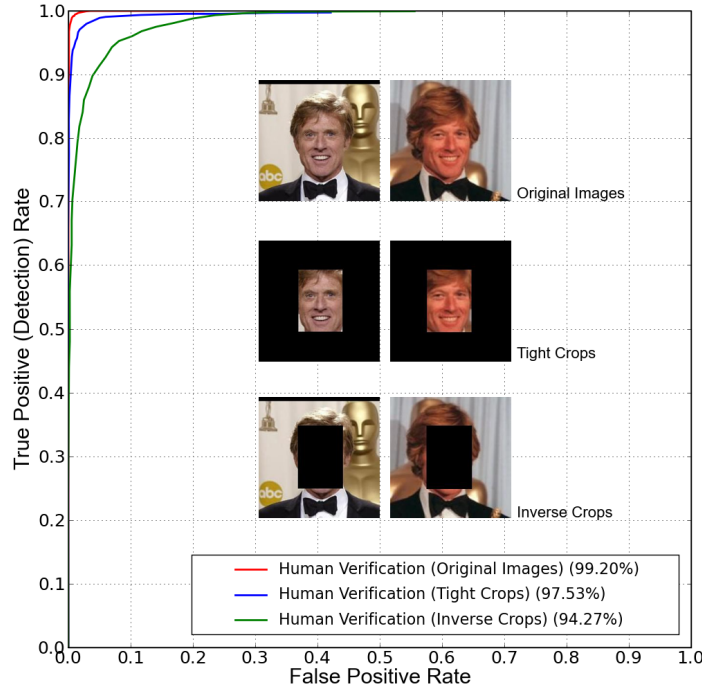 1.0
0.9
0.8
0.7
0.6
0.5
0.4
0.3
0.2
0.1
0.0
True Positive (Detection) Rate
abc
Original Images
Tight Crops
abc
Inverse Crops
Human Verification (Original Images) (99.20%)
Human Verification (Tight Crops) (97.53%)
Human Verification (Inverse Crops) (94.27%)
0.0 0.1 0.2 0.3 0.4 0.5 0.6 0.7 0.8 0.9 1.0
False Positive Rate